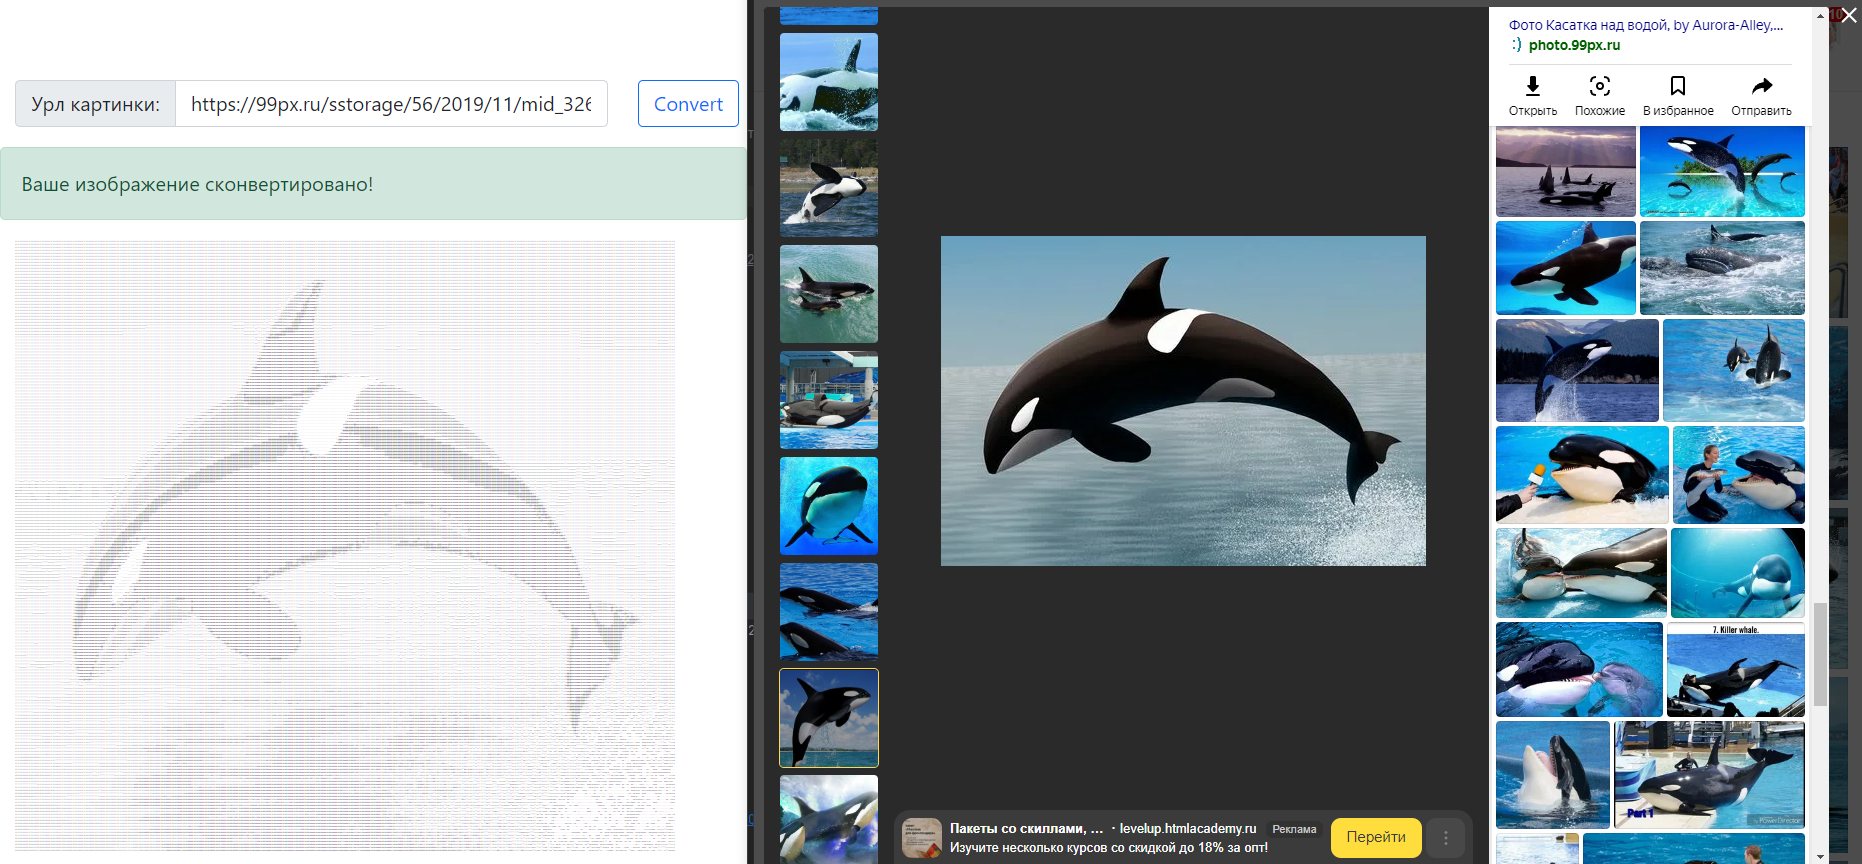 Урл картинки:
https://99px.ru/sstorage/56/2019/11/mid_326
Convert
Ваше изображение сконвертировано!
Фото Касатка над водой, by Aurora-Alley,...
:) photo.99px.ru
Открыть
Похожие
В избранное
Отправить
7. Killer whale.
Part 1
PowerDirector
Пакеты со скиллами, ... · levelup.htmlacademy.ru Реклама
Изучите несколько курсов со скидкой до 18% за опт!
Перейти